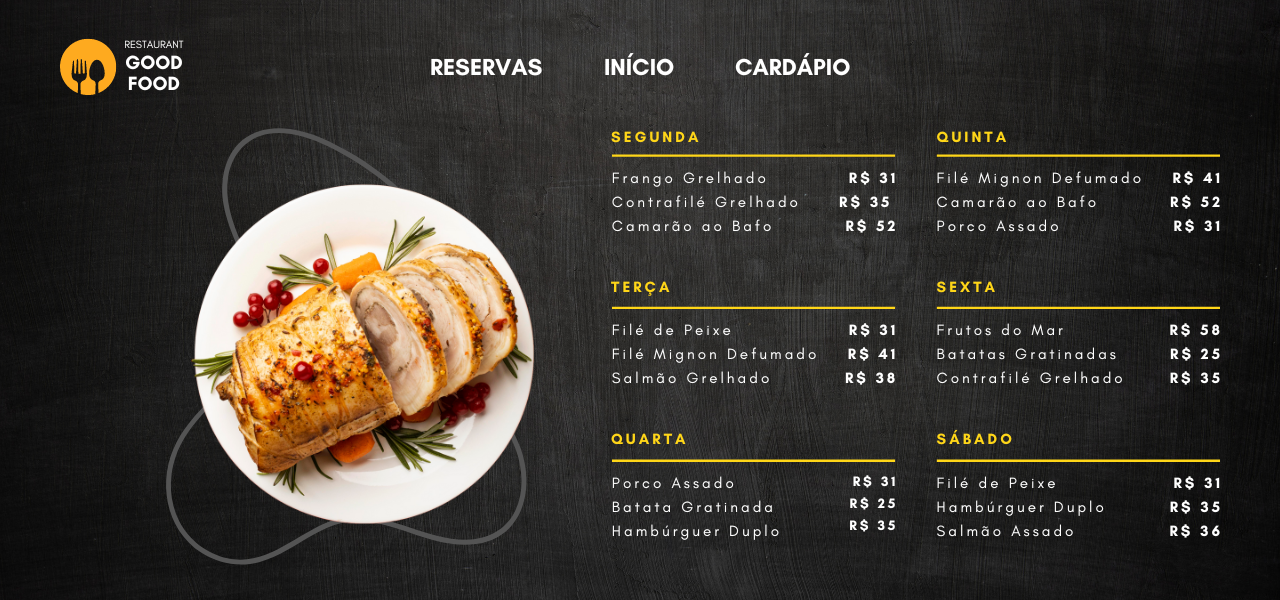 RESTAURANT
GOOD
FOOD
RESERVAS INÍCIO CARDÁPIO
SEGUNDA
Frango Grelhado R$ 31
Contrafilé Grelhado R$ 35
Camarão ao Bafo R$ 52
TERÇA
Filé de Peixe R$ 31
Filé Mignon Defumado R$ 41
Salmão Grelhado R$ 38
QUARTA
Porco Assado R$ 31
Batata Gratinada R$ 25
Hambúrguer Duplo R$ 35
QUINTA
Filé Mignon Defumado R$ 41
Camarão ao Bafo R$ 52
Porco Assado R$ 31
SEXTA
Frutos do Mar R$ 58
Batatas Gratinadas R$ 25
Contrafilé Grelhado R$ 35
SÁBADO
Filé de Peixe R$ 31
Hambúrguer Duplo R$ 35
Salmão Assado R$ 36